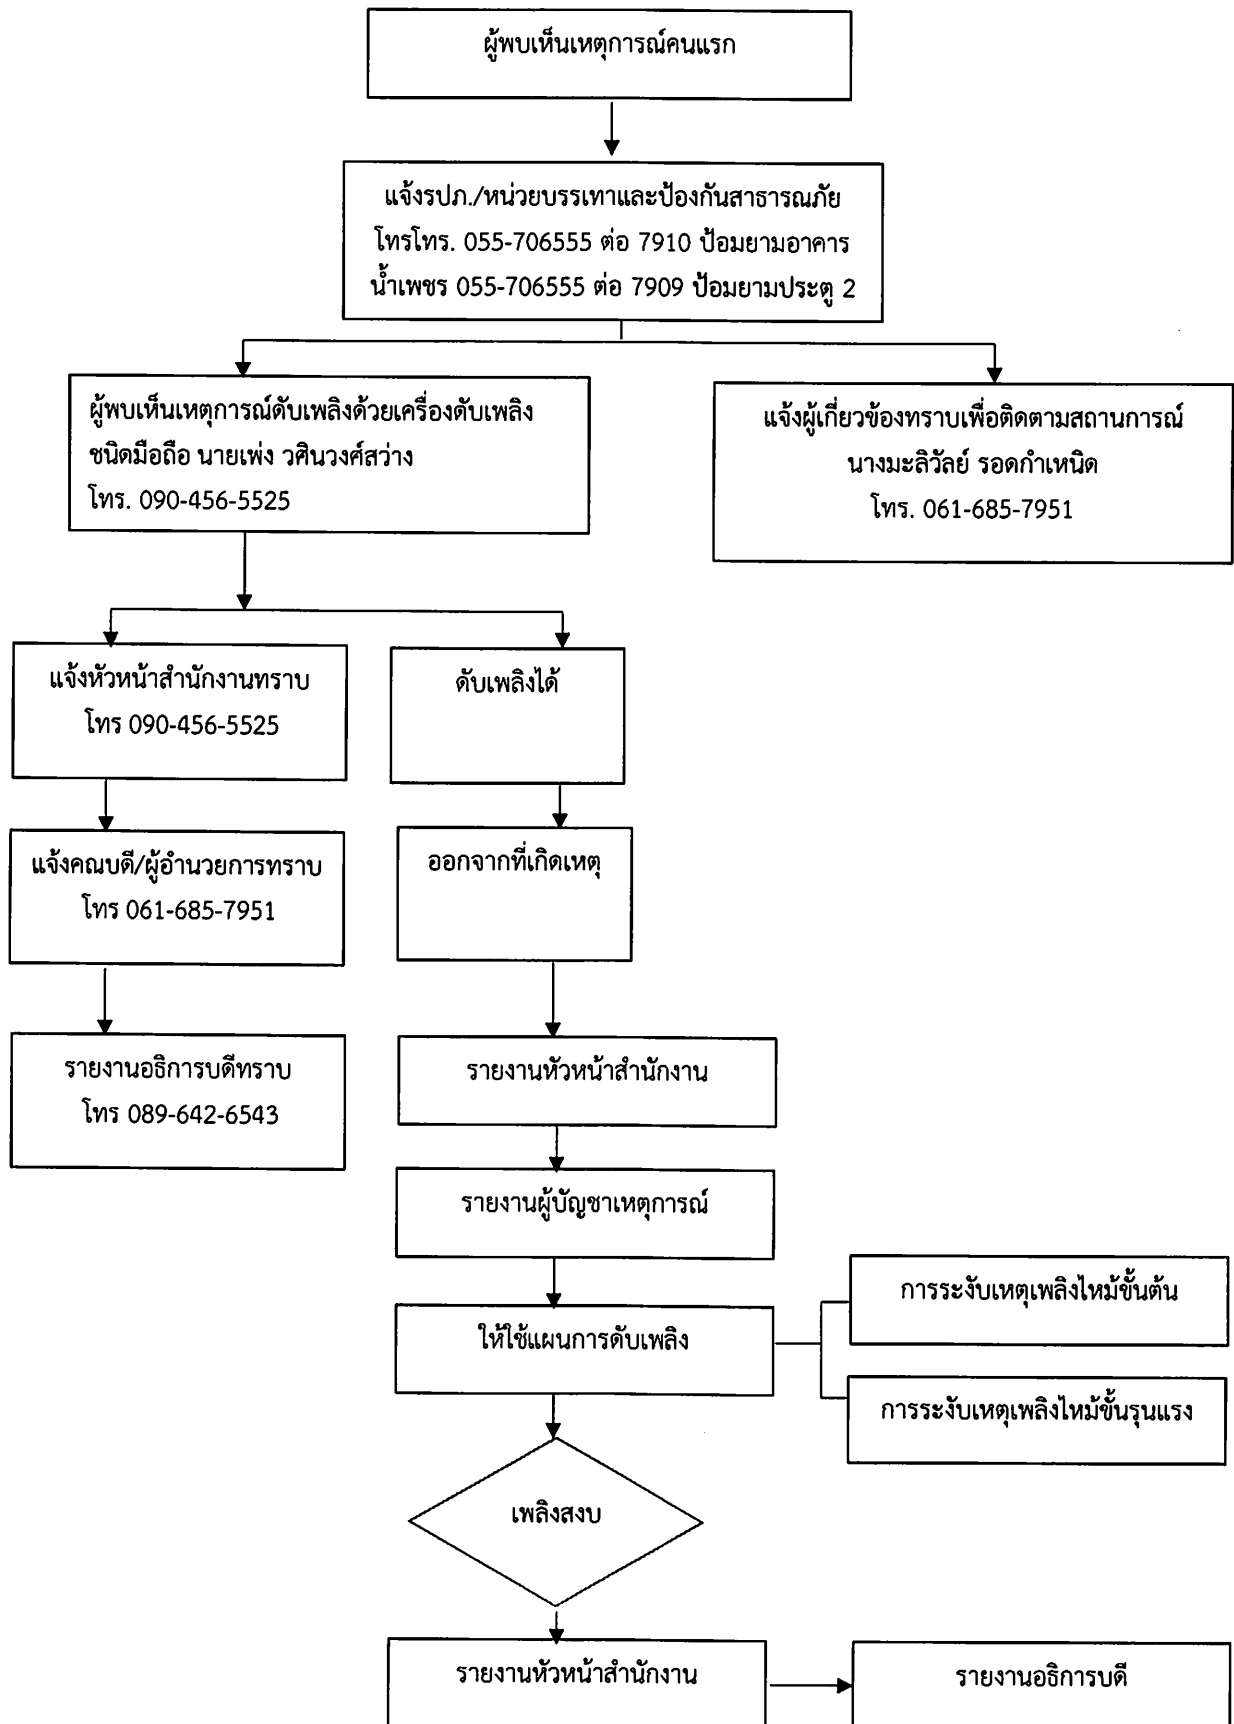 ผู้พบเห็นเหตุการณ์คนแรก
แจ้งรปภ./หน่วยบรรเทาและป้องกันสาธารณภัย
โทรโทร. 055-706555 ต่อ 7910 ป้อมยามอาคาร
น้ำเพชร 055-706555 ต่อ 7909 ป้อมยามประตู 2
ผู้พบเห็นเหตุการณ์ดับเพลิงด้วยเครื่องดับเพลิง
ชนิดมือถือ นายเพ่ง วศินวงศ์สว่าง
โทร. 090-456-5525
แจ้งผู้เกี่ยวข้องทราบเพื่อติดตามสถานการณ์
นางมะลิวัลย์ รอดกำเหนิด
โทร. 061-685-7951
แจ้งหัวหน้าสำนักงานทราบ
โทร 090-456-5525
ดับเพลิงได้
แจ้งคณบดี/ผู้อำนวยการทราบ
โทร 061-685-7951
ออกจากที่เกิดเหตุ
รายงานอธิการบดีทราบ
โทร 089-642-6543
รายงานหัวหน้าสำนักงาน
รายงานผู้บัญชาเหตุการณ์
ให้ใช้แผนการดับเพลิง
การระงับเหตุเพลิงไหม้ขั้นต้น
การระงับเหตุเพลิงไหม้ขั้นรุนแรง
เพลิงสงบ
รายงานหัวหน้าสำนักงาน
รายงานอธิการบดี